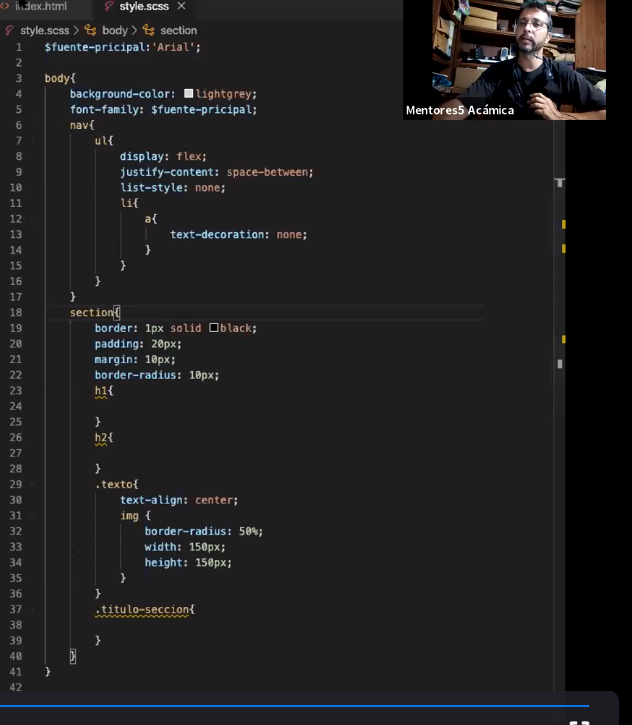 index.html
style.scss
style.scss > body > section
Mentores5 Acámica
1 $fuente-pricipal:'Arial';
2
3 body{
4 background-color: lightgrey;
5 font-family: $fuente-pricipal;
6 nav{
7 ul{
8 display: flex;
9 justify-content: space-between;
10 list-style: none;
11 li{
12 a{
13 text-decoration: none;
14 }
15 }
16 }
17 }
18 section{
19 border: 1px solid black;
20 padding: 20px;
21 margin: 10px;
22 border-radius: 10px;
23 h1{
24
25 }
26 h2{
27
28 }
29 .texto{
30 text-align: center;
31 img {
32 border-radius: 50%;
33 width: 150px;
34 height: 150px;
35 }
36 }
37 .titulo-seccion{
38
39 }
40 }
41 }
42